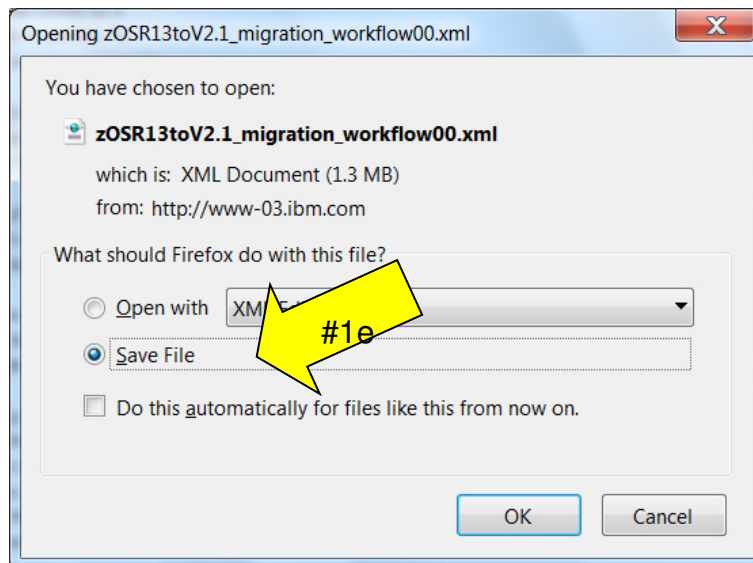 Opening zOSR13toV2.1_migration_workflow00.xml
You have chosen to open:
zOSR13toV2.1_migration_workflow00.xml
which is: XML Document (1.3 MB)
from: http://www-03.ibm.com
What should Firefox do with this file?
Open with
#1e
Save File
Do this automatically for files like this from now on.
OK Cancel